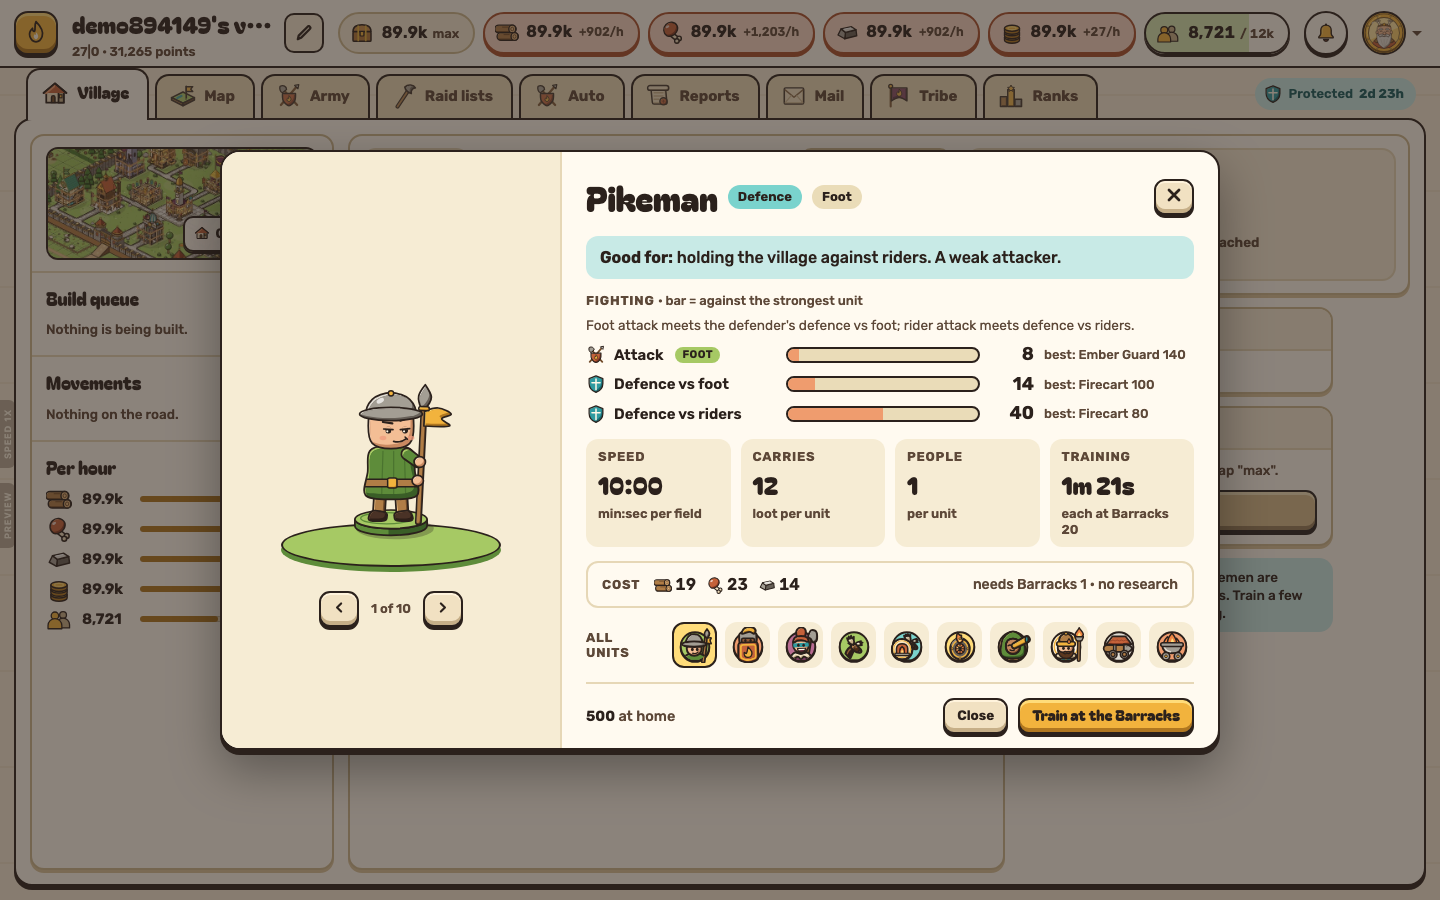 demo894149's v···
27|0 • 31,265 points
89.9k max
89.9k +902/h
89.9k +1,203/h
89.9k +902/h
89.9k +27/h
8,721 / 12k
Village
Map
Army
Raid lists
Auto
Reports
Mail
Tribe
Ranks
Protected 2d 23h
Build queue
Nothing is being built.
Movements
Nothing on the road.
Per hour
89.9k
89.9k
89.9k
89.9k
8,721
SPEED 1X
PREVIEW
1 of 10
Pikeman
Defence
Foot
Good for: holding the village against riders. A weak attacker.
FIGHTING • bar = against the strongest unit
Foot attack meets the defender's defence vs foot; rider attack meets defence vs riders.
Attack FOOT 8 best: Ember Guard 140
Defence vs foot 14 best: Firecart 100
Defence vs riders 40 best: Firecart 80
SPEED
10:00
min:sec per field
CARRIES
12
loot per unit
PEOPLE
1
per unit
TRAINING
1m 21s
each at Barracks
20
COST 19 23 14 needs Barracks 1 • no research
ALL
UNITS
500 at home
Close
Train at the Barracks
ached
ap "max".
emen are
s. Train a few